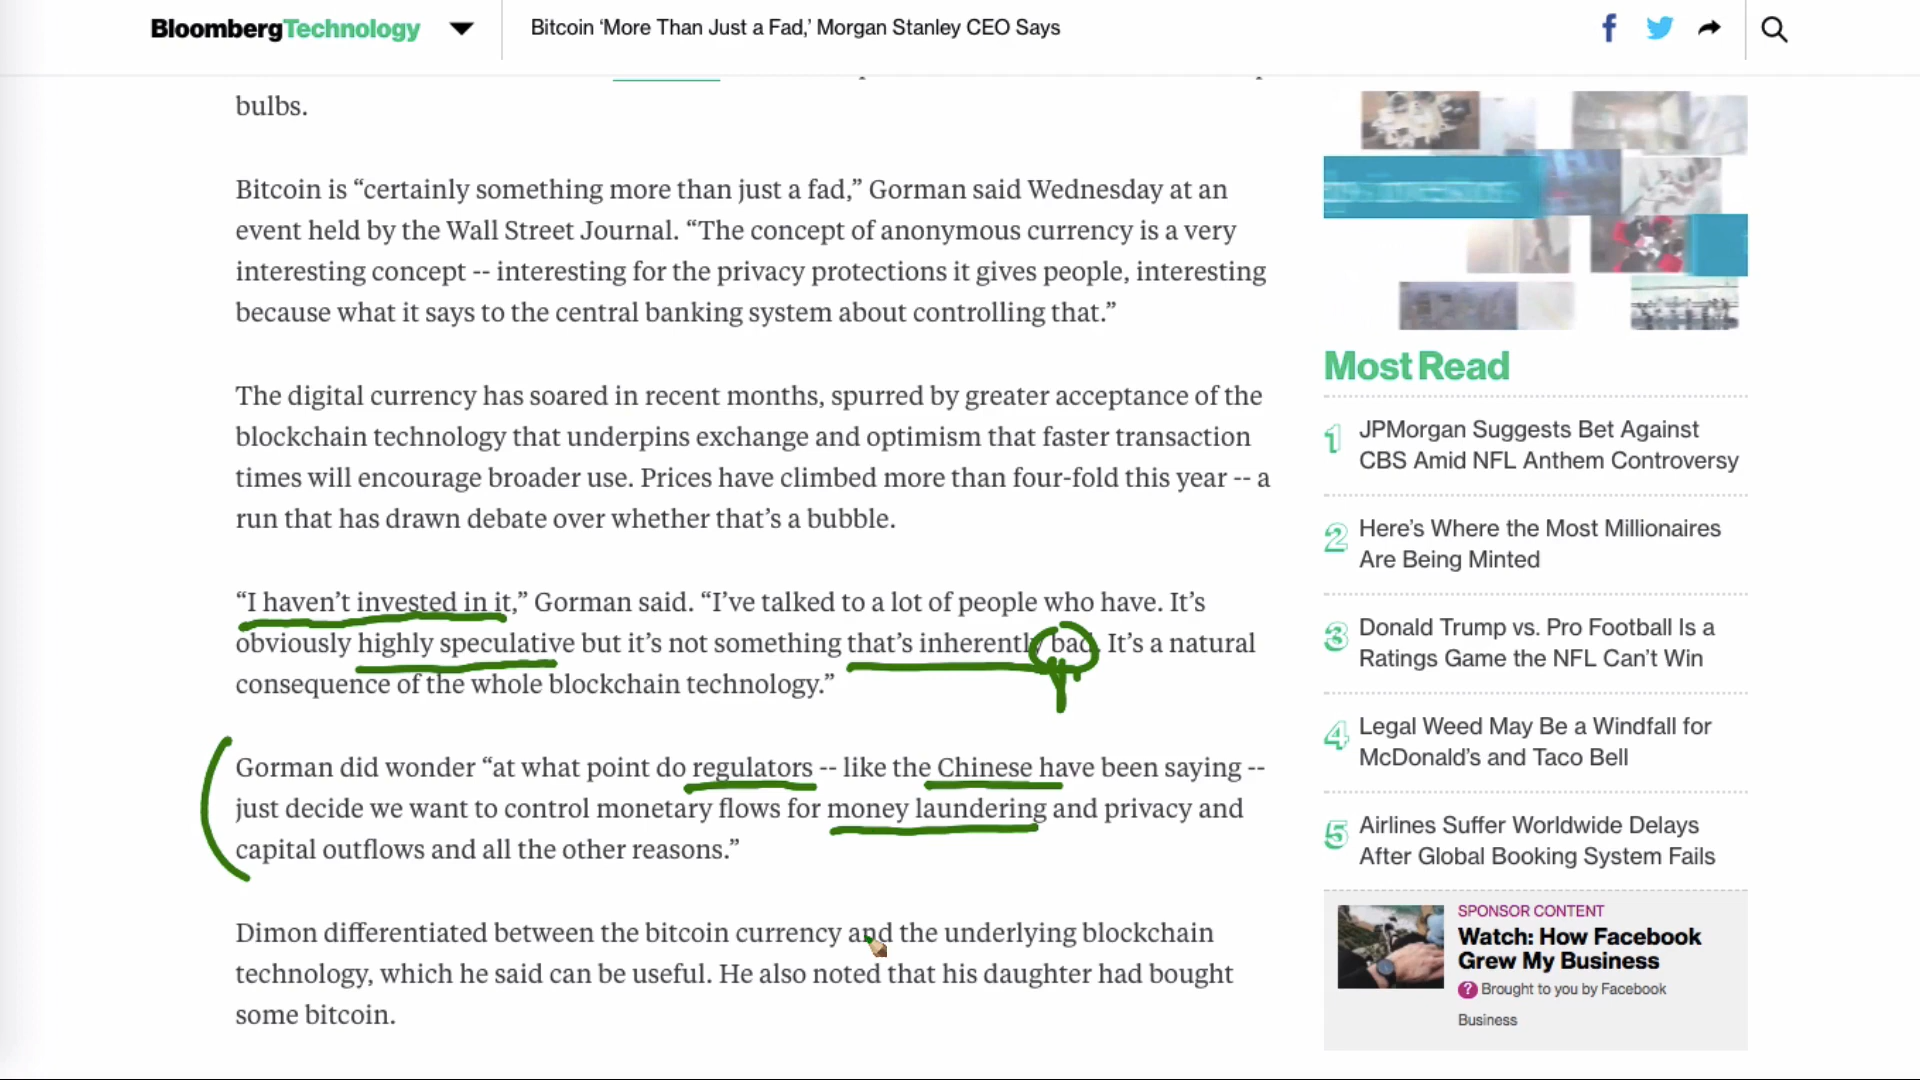 BloombergTechnology
Bitcoin ‘More Than Just a Fad,’ Morgan Stanley CEO Says
bulbs.
Bitcoin is “certainly something more than just a fad,” Gorman said Wednesday at an
event held by the Wall Street Journal. “The concept of anonymous currency is a very
interesting concept -- interesting for the privacy protections it gives people, interesting
because what it says to the central banking system about controlling that.”
The digital currency has soared in recent months, spurred by greater acceptance of the
blockchain technology that underpins exchange and optimism that faster transaction
times will encourage broader use. Prices have climbed more than four-fold this year -- a
run that has drawn debate over whether that’s a bubble.
“I haven’t invested in it,” Gorman said. “I’ve talked to a lot of people who have. It’s
obviously highly speculative but it’s not something that’s inherently bad. It’s a natural
consequence of the whole blockchain technology.”
Gorman did wonder “at what point do regulators -- like the Chinese have been saying --
just decide we want to control monetary flows for money laundering and privacy and
capital outflows and all the other reasons.”
Dimon differentiated between the bitcoin currency and the underlying blockchain
technology, which he said can be useful. He also noted that his daughter had bought
some bitcoin.
Most Read
1 JPMorgan Suggests Bet Against
CBS Amid NFL Anthem Controversy
2 Here’s Where the Most Millionaires
Are Being Minted
3 Donald Trump vs. Pro Football Is a
Ratings Game the NFL Can’t Win
4 Legal Weed May Be a Windfall for
McDonald’s and Taco Bell
5 Airlines Suffer Worldwide Delays
After Global Booking System Fails
SPONSOR CONTENT
Watch: How Facebook
Grew My Business
? Brought to you by Facebook
Business